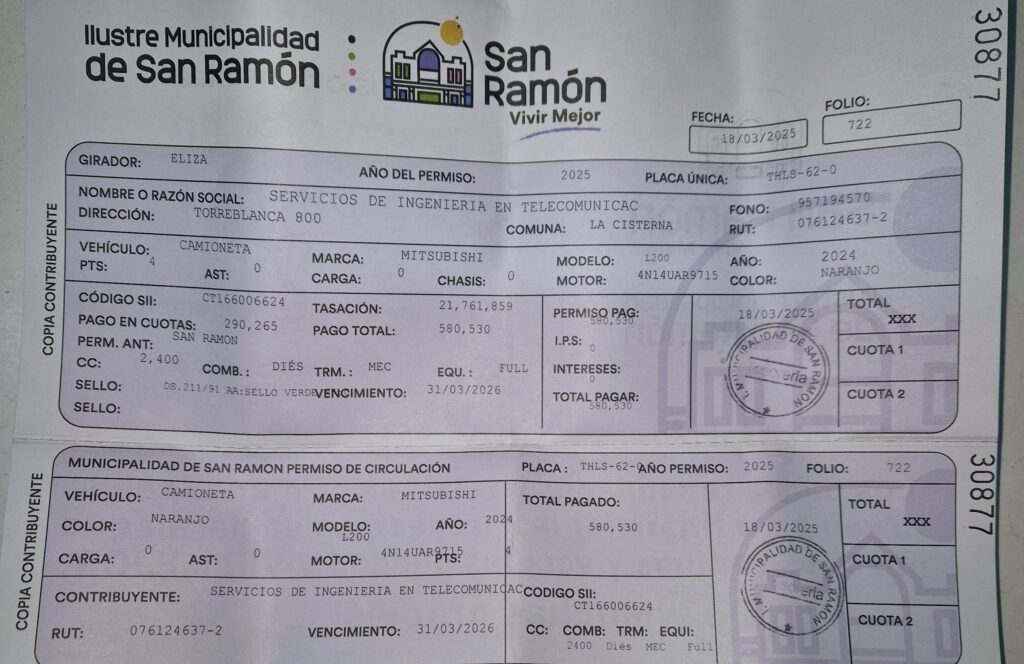 Ilustre Municipalidad
de San Ramón
San
Ramón
Vivir Mejor
30877
FECHA: 18/03/2025 FOLIO: 722
GIRADOR: ELIZA AÑO DEL PERMISO: 2025 PLACA ÚNICA: THLS-62-0
NOMBRE O RAZÓN SOCIAL: SERVICIOS DE INGENIERIA EN TELECOMUNICAC FONO: 957194570
DIRECCIÓN: TORREBLANCA 800 COMUNA: LA CISTERNA RUT: 076124637-2
VEHÍCULO: CAMIONETA MARCA: MITSUBISHI MODELO: L200 AÑO: 2024
PTS: 4 AST: 0 CARGA: 0 CHASIS: 0 MOTOR: 4N14UAR9715 COLOR: NARANJO
CÓDIGO SII: CT166006624 TASACIÓN: 21,761,859 PERMISO PAG: 580,530 18/03/2025 TOTAL XXX
PAGO EN CUOTAS: 290,265 PAGO TOTAL: 580,530 I.P.S: 0 CUOTA 1
PERM. ANT: SAN RAMON
CC: 2,400 COMB.: DIÉS TRM.: MEC EQU.: FULL INTERESES: 0 CUOTA 2
SELLO: DS.211/91 AA:SELLO VERDE VENCIMIENTO: 31/03/2026 TOTAL PAGAR: 580,530
SELLO:
I. MUNICIPALIDAD DE SAN RAMON
COPIA CONTRIBUYENTE
MUNICIPALIDAD DE SAN RAMON PERMISO DE CIRCULACIÓN PLACA: THLS-62-0 AÑO PERMISO: 2025 FOLIO: 722
30877
VEHÍCULO: CAMIONETA MARCA: MITSUBISHI TOTAL PAGADO: 580,530 18/03/2025 TOTAL XXX
COLOR: NARANJO MODELO: L200 AÑO: 2024
CARGA: 0 AST: 0 MOTOR: 4N14UAR9715 PTS: 4 CUOTA 1
CONTRIBUYENTE: SERVICIOS DE INGENIERIA EN TELECOMUNICAC CODIGO SII: CT166006624
RUT: 076124637-2 VENCIMIENTO: 31/03/2026 CC: COMB: TRM: EQUI: CUOTA 2
2400 Diés MEC Full
I. MUNICIPALIDAD DE SAN RAMON
COPIA CONTRIBUYENTE